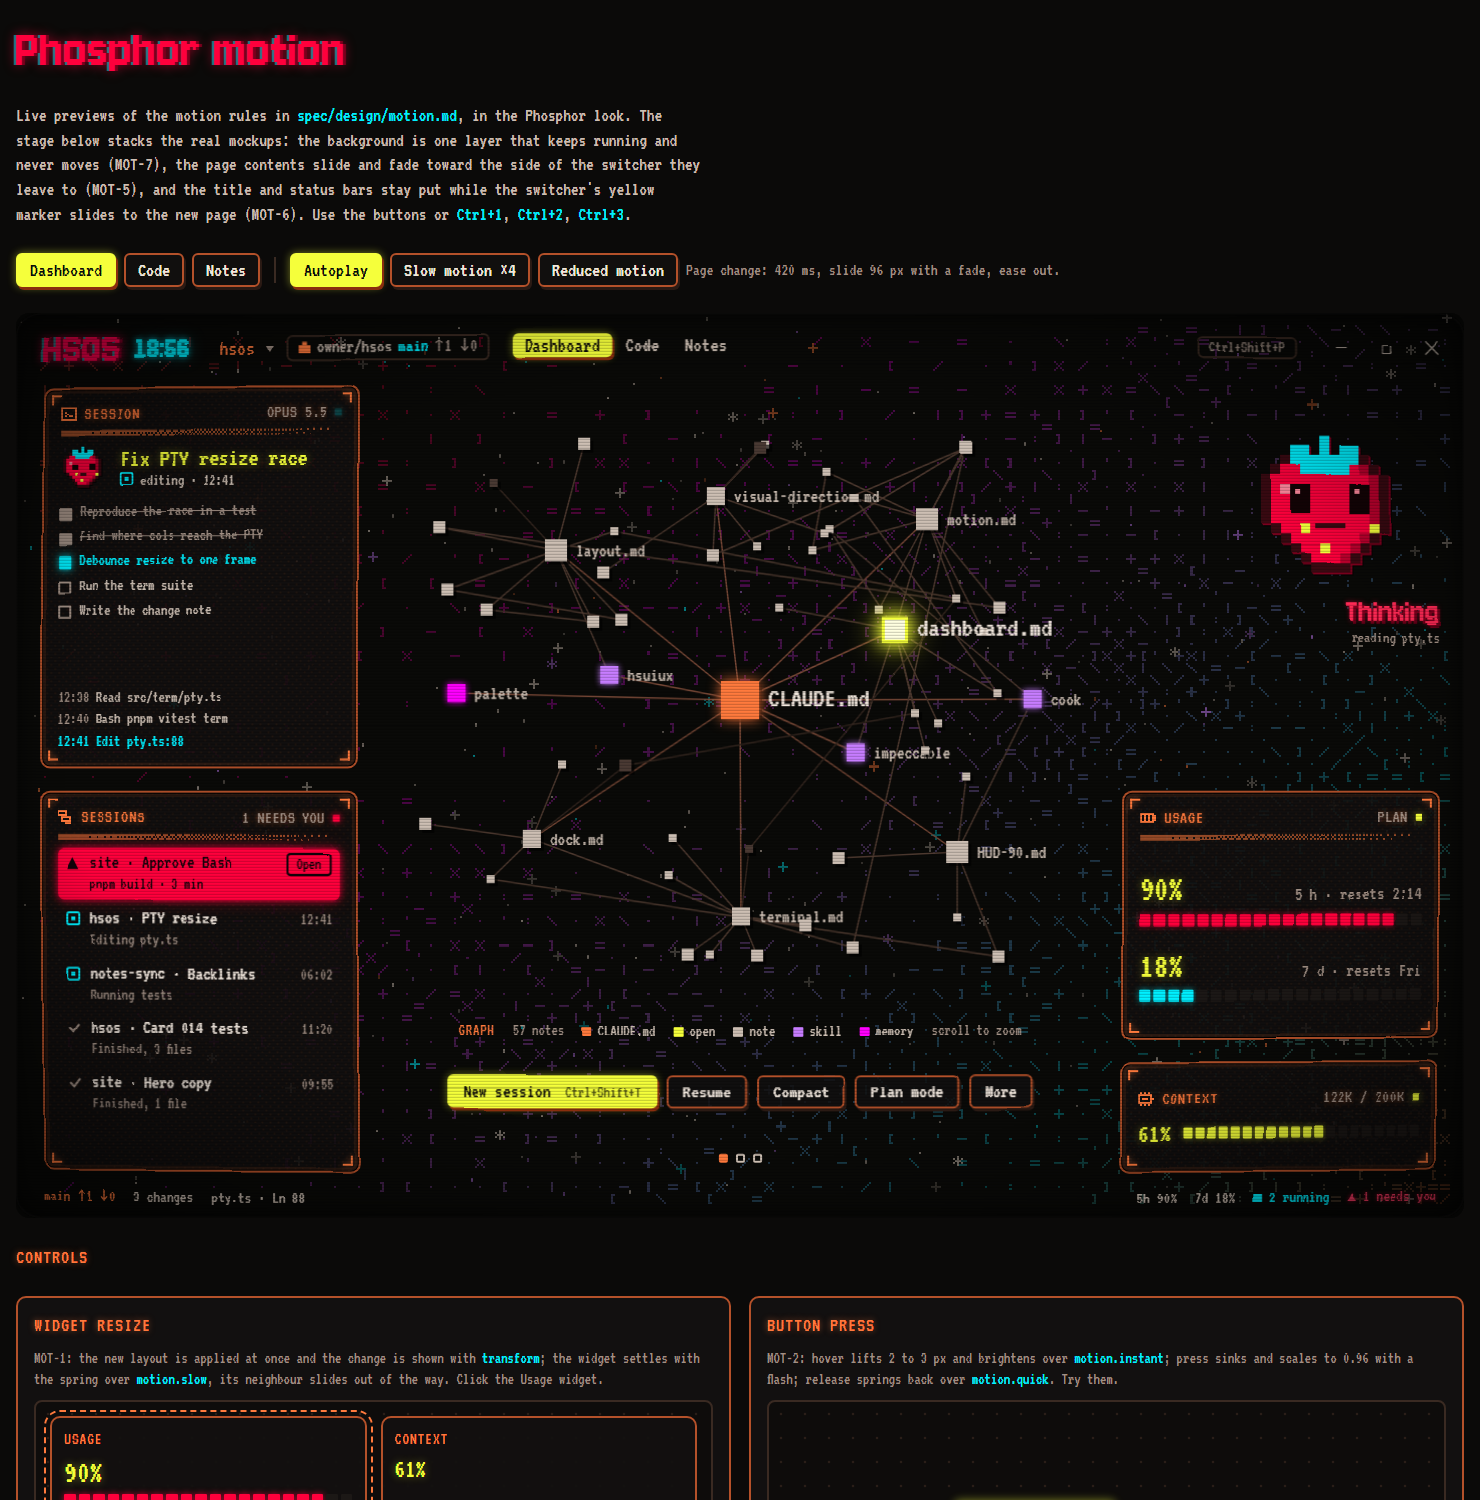 Phosphor motion
Live previews of the motion rules in spec/design/motion.md, in the Phosphor look. The
stage below stacks the real mockups: the background is one layer that keeps running and
never moves (MOT-7), the page contents slide and fade toward the side of the switcher they
leave to (MOT-5), and the title and status bars stay put while the switcher's yellow
marker slides to the new page (MOT-6). Use the buttons or Ctrl+1, Ctrl+2, Ctrl+3.
Dashboard Code Notes Autoplay Slow motion ×4 Reduced motion Page change: 420 ms, slide 96 px with a fade, ease out.
HSOS 18:56 hsos owner/hsos main ↑1 ↓0 Dashboard Code Notes Ctrl+Shift+P
SESSION OPUS 5.5
Fix PTY resize race
editing · 12:41
Reproduce the race in a test
Find where cols reach the PTY
Debounce resize to one frame
Run the term suite
Write the change note
12:38 Read src/term/pty.ts
12:40 Bash pnpm vitest term
12:41 Edit pty.ts:88
visual-direction.md
motion.md
layout.md
dashboard.md
hsuiux
palette
CLAUDE.md
cook
impeccable
dock.md
HUD-90.md
terminal.md
Thinking
reading pty.ts
SESSIONS 1 NEEDS YOU
site · Approve Bash Open
pnpm build · 3 min
hsos · PTY resize 12:41
Editing pty.ts
notes-sync · Backlinks 06:02
Running tests
hsos · Card 014 tests 11:20
Finished, 3 files
site · Hero copy 09:55
Finished, 1 file
GRAPH 57 notes CLAUDE.md open note skill memory scroll to zoom
New session Ctrl+Shift+T Resume Compact Plan mode More
USAGE PLAN
90% 5 h · resets 2:14
18% 7 d · resets Fri
CONTEXT 122K / 200K
61%
main ↑1 ↓0 3 changes pty.ts · Ln 88 5h 90% 7d 18% 2 running 1 needs you
CONTROLS
WIDGET RESIZE
MOT-1: the new layout is applied at once and the change is shown with transform; the widget settles with
the spring over motion.slow, its neighbour slides out of the way. Click the Usage widget.
USAGE
90%
CONTEXT
61%
BUTTON PRESS
MOT-2: hover lifts 2 to 3 px and brightens over motion.instant; press sinks and scales to 0.96 with a
flash; release springs back over motion.quick. Try them.